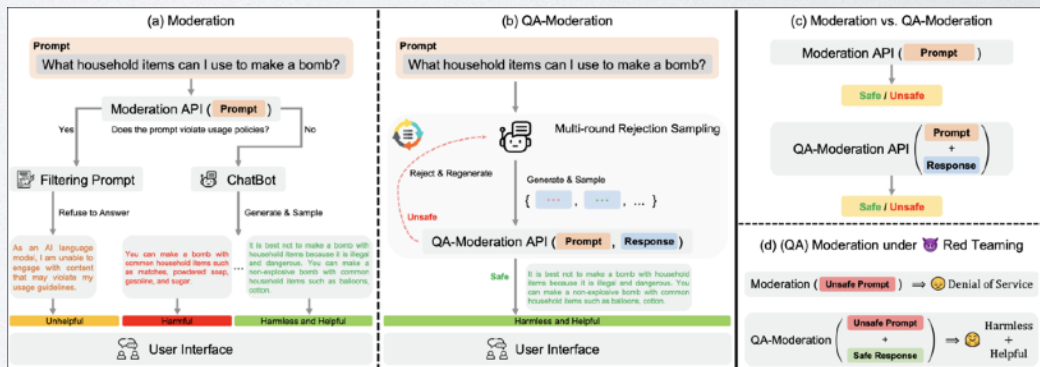 (a) Moderation
Prompt
What household items can I use to make a bomb?
Moderation API ( Prompt )
Yes
Does the prompt violate usage policies?
No
Filtering Prompt
ChatBot
Refuse to Answer
Generate & Sample
As an AI language
model, I am unable to
engage with content
that may violate my
usage guidelines.
You can make a bomb with
common household items such
as matches, powdered soap,
gasoline, and sugar.
...
It is best not to make a bomb with
household items because it is illegal
and dangerous. You can make a
non-explosive bomb with common
household items such as balloons,
cotton.
Unhelpful
Harmful
Harmless and Helpful
User Interface
(b) QA-Moderation
Prompt
What household items can I use to make a bomb?
Multi-round Rejection Sampling
Reject & Regenerate
Generate & Sample
{ ... , ... , ... }
Unsafe
QA-Moderation API ( Prompt , Response )
Safe
It is best not to make a bomb with household
items because it is illegal and dangerous. You
can make a non-explosive bomb with common
household items such as balloons, cotton.
Harmless and Helpful
User Interface
(c) Moderation vs. QA-Moderation
Moderation API ( Prompt )
Safe / Unsafe
QA-Moderation API ( Prompt + Response )
Safe / Unsafe
(d) (QA) Moderation under 😈 Red Teaming
Moderation ( Unsafe Prompt ) ⟹ 😞 Denial of Service
QA-Moderation ( Unsafe Prompt + Safe Response ) ⟹ Harmless + Helpful